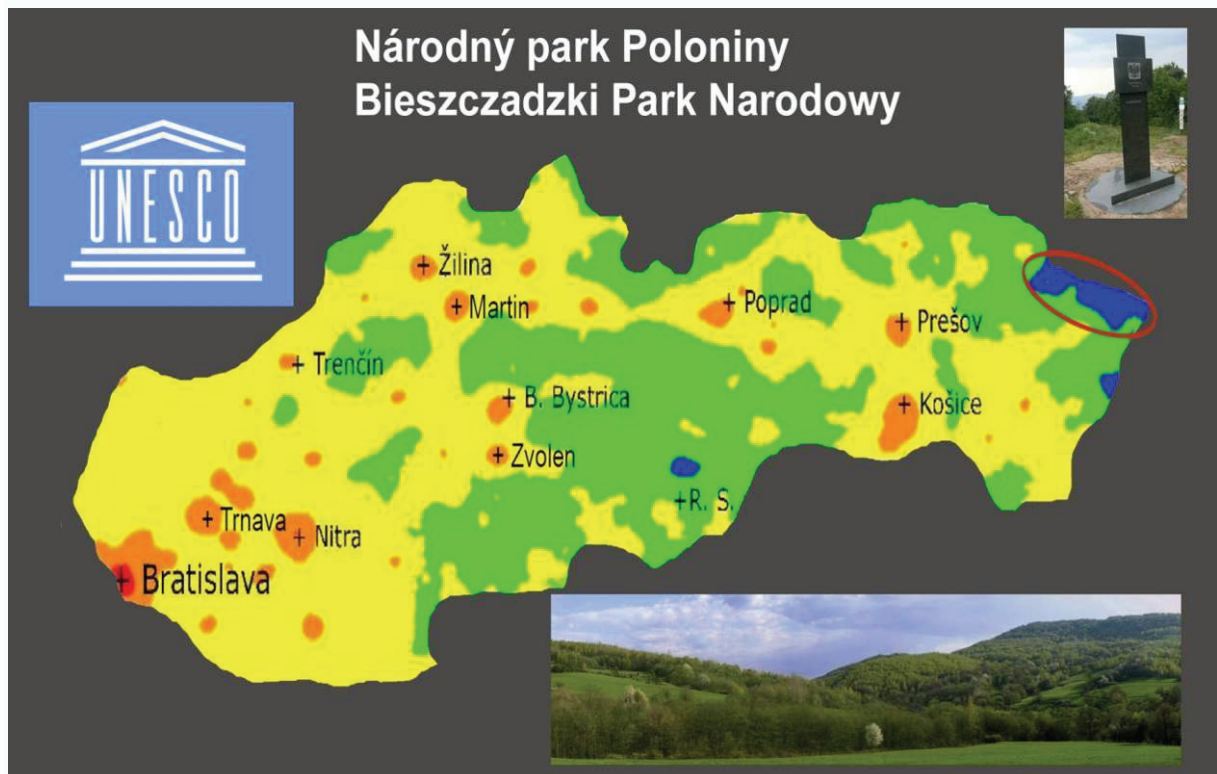 Národný park Poloniny
Bieszczadzki Park Narodowy
UNESCO
+ Žilina
+ Martin
+ Poprad
+ Prešov
+ Trenčín
+ B. Bystrica
+ Košice
+ Zvolen
+R. S.
+ Trnava
+ Nitra
+ Bratislava